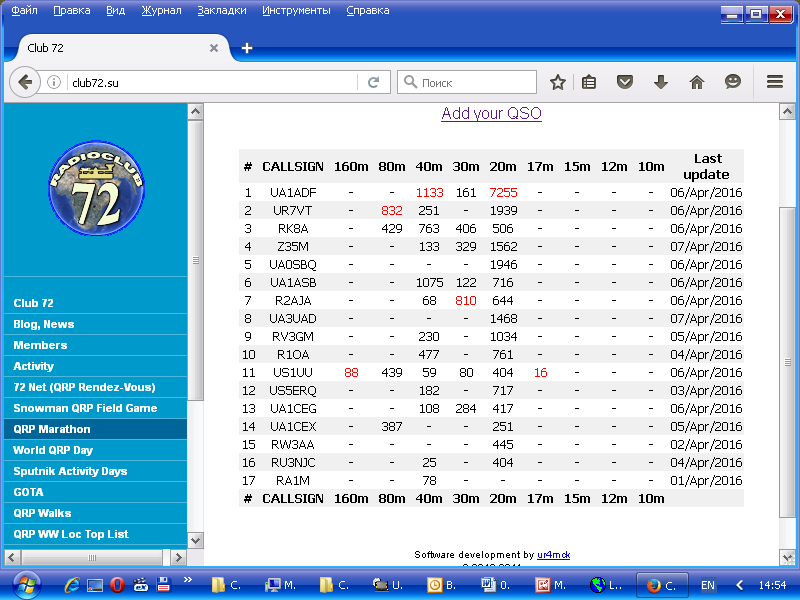 Файл Правка Вид Журнал Закладки Инструменты Справка
Club 72
club72.su
Поиск
RADIOCLUB
72
Club 72
Blog, News
Members
Activity
72 Net (QRP Rendez-Vous)
Snowman QRP Field Game
QRP Marathon
World QRP Day
Sputnik Activity Days
GOTA
QRP Walks
QRP WW Loc Top List
Add your QSO
# CALLSIGN 160m 80m 40m 30m 20m 17m 15m 12m 10m Last update
1 UA1ADF - - 1133 161 7255 - - - - 06/Apr/2016
2 UR7VT - 832 251 - 1939 - - - - 06/Apr/2016
3 RK8A - 429 763 406 506 - - - - 06/Apr/2016
4 Z35M - - 133 329 1562 - - - - 07/Apr/2016
5 UA0SBQ - - - - 1946 - - - - 06/Apr/2016
6 UA1ASB - - 1075 122 716 - - - - 06/Apr/2016
7 R2AJA - - 68 810 644 - - - - 06/Apr/2016
8 UA3UAD - - - - 1468 - - - - 07/Apr/2016
9 RV3GM - - 230 - 1034 - - - - 05/Apr/2016
10 R1OA - - 477 - 761 - - - - 04/Apr/2016
11 US1UU 88 439 59 80 404 16 - - - 06/Apr/2016
12 US5ERQ - - 182 - 717 - - - - 03/Apr/2016
13 UA1CEG - - 108 284 417 - - - - 06/Apr/2016
14 UA1CEX - 387 - - 251 - - - - 05/Apr/2016
15 RW3AA - - - - 445 - - - - 02/Apr/2016
16 RU3NJC - - 25 - 404 - - - - 04/Apr/2016
17 RA1M - - 78 - - - - - - 01/Apr/2016
# CALLSIGN 160m 80m 40m 30m 20m 17m 15m 12m 10m
Software development by ur4mck
» С. М. С. U. В. О. М. L.. С. EN 14:54